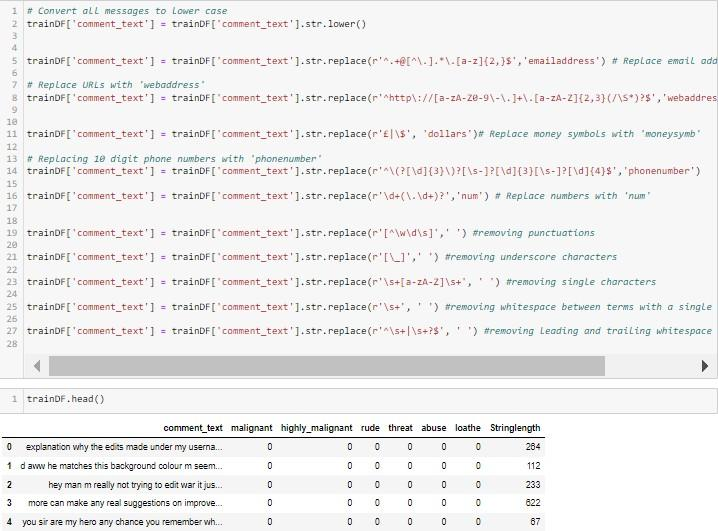 1 # Convert all messages to lower case
2 trainDF['comment_text'] = trainDF['comment_text'].str.lower()
3
4
5 trainDF['comment_text'] = trainDF['comment_text'].str.replace(r'^.+@[^\.].*\.[a-z]{2,}$','emailaddress') # Replace email add
6
7 # Replace URLs with 'webaddress'
8 trainDF['comment_text'] = trainDF['comment_text'].str.replace(r'^http\://[a-zA-Z0-9\-\.]+\.[a-zA-Z]{2,3}(/\S*)?$','webaddres
9
10
11 trainDF['comment_text'] = trainDF['comment_text'].str.replace(r'£|\$', 'dollars')# Replace money symbols with 'moneysymb'
12
13 # Replacing 10 digit phone numbers with 'phonenumber'
14 trainDF['comment_text'] = trainDF['comment_text'].str.replace(r'^\(?[\d]{3}\)?[\s-]?[\d]{3}[\s-]?[\d]{4}$','phonenumber')
15
16 trainDF['comment_text'] = trainDF['comment_text'].str.replace(r'\d+(\.\d+)?','num') # Replace numbers with 'num'
17
18
19 trainDF['comment_text'] = trainDF['comment_text'].str.replace(r'[^\w\d\s]',' ') #removing punctuations
20
21 trainDF['comment_text'] = trainDF['comment_text'].str.replace(r'[\_]',' ') #removing underscore characters
22
23 trainDF['comment_text'] = trainDF['comment_text'].str.replace(r'\s+[a-zA-Z]\s+', ' ') #removing single characters
24
25 trainDF['comment_text'] = trainDF['comment_text'].str.replace(r'\s+', ' ') #removing whitespace between terms with a single
26
27 trainDF['comment_text'] = trainDF['comment_text'].str.replace(r'^\s+|\s+?$', ' ') #removing leading and trailing whitespace
28
1 trainDF.head()
comment_text malignant highly_malignant rude threat abuse loathe Stringlength
0 explanation why the edits made under my userna... 0 0 0 0 0 0 264
1 d aww he matches this background colour m seem... 0 0 0 0 0 0 112
2 hey man m really not trying to edit war it jus... 0 0 0 0 0 0 233
3 more can make any real suggestions on improve... 0 0 0 0 0 0 622
4 you sir are my hero any chance you remember wh... 0 0 0 0 0 0 67